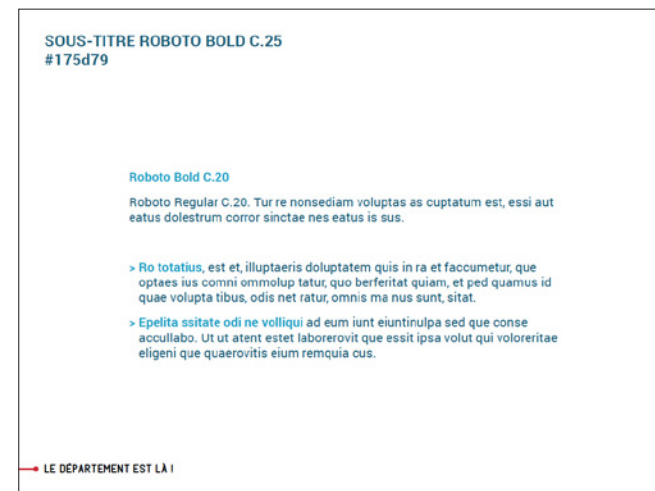 SOUS-TITRE ROBOTO BOLD C.25
#175d79
Roboto Bold C.20
Roboto Regular C.20. Tur re nonsediam voluptas as cuptatum est, essi aut
eatus dolestrum corror sinctae nes eatus is sus.
> Ro totatius, est et, illuptaeris doluptatem quis in ra et faccumetur, que
optaes ius comni ommolup tatur, quo berferitat quiam, et ped quamus id
quae volupta tibus, odis net ratur, omnis ma nus sunt, sitat.
> Epelita ssitate odi ne volliqui ad eum iunt eiuntinulpa sed que conse
accullabo. Ut ut atent estet laborerovit que essit ipsa volut qui voloreritae
eligeni que quaerovitis eium remquia cus.
LE DÉPARTEMENT EST LÀ !